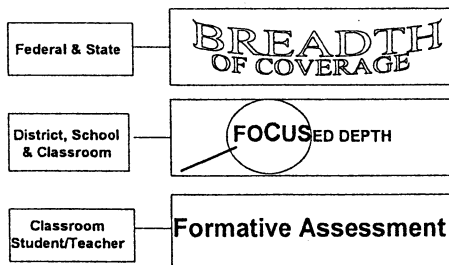 Federal & State
BREADTH
OF COVERAGE
District, School
& Classroom
FOCUSED DEPTH
Classroom
Student/Teacher
Formative Assessment